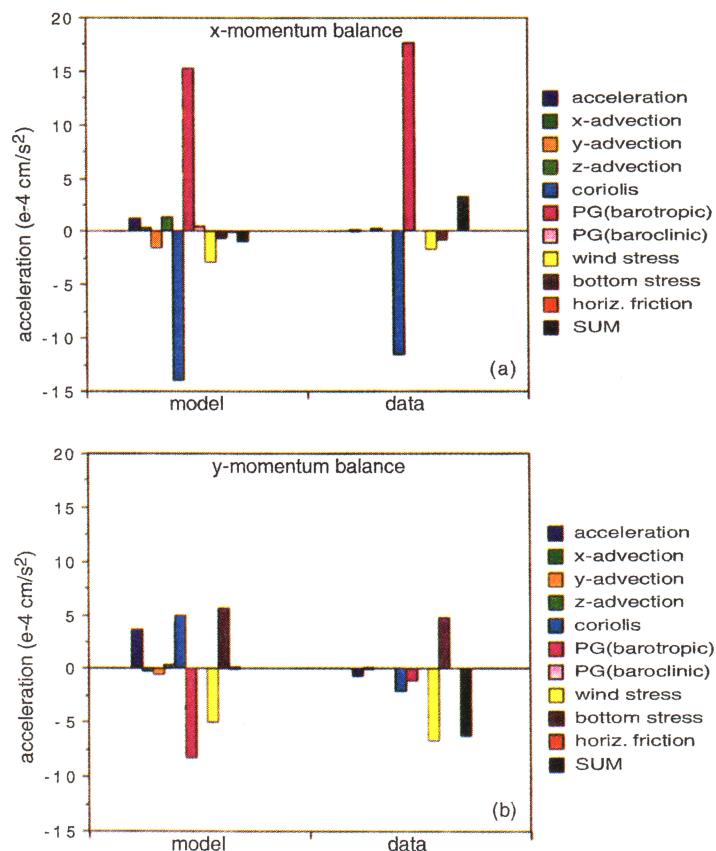 x-momentum balance
20
15
10
5
0
-5
-10
-15
acceleration (e-4 cm/s2)
model
data
(a)
acceleration
x-advection
y-advection
z-advection
coriolis
PG(barotropic)
PG(baroclinic)
wind stress
bottom stress
horiz. friction
SUM
y-momentum balance
20
15
10
5
0
-5
-10
-15
acceleration (e-4 cm/s2)
model
data
(b)
acceleration
x-advection
y-advection
z-advection
coriolis
PG(barotropic)
PG(baroclinic)
wind stress
bottom stress
horiz. friction
SUM